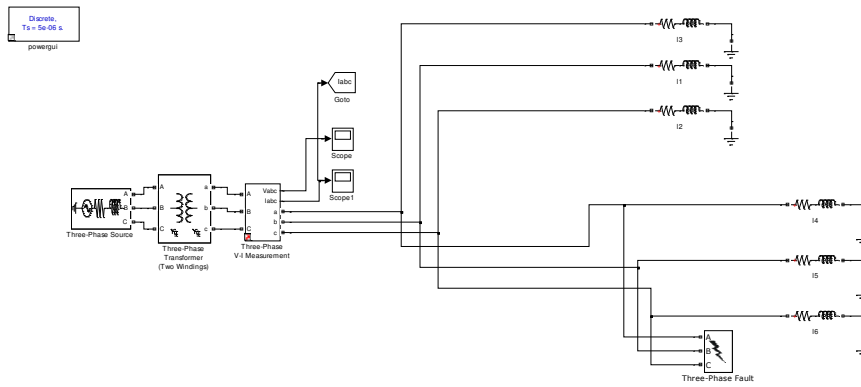 Discrete,
Ts = 5e-06 s.
powergui
I3
I1
I2
Iabc
Goto
Scope
Scope1
A
B
C
Three-Phase Source
A
B
C
a
b
c
Three-Phase
Transformer
(Two Windings)
A
B
C
Vabc
Iabc
a
b
c
Three-Phase
V-I Measurement
I4
I5
I6
A
B
C
Three-Phase Fault